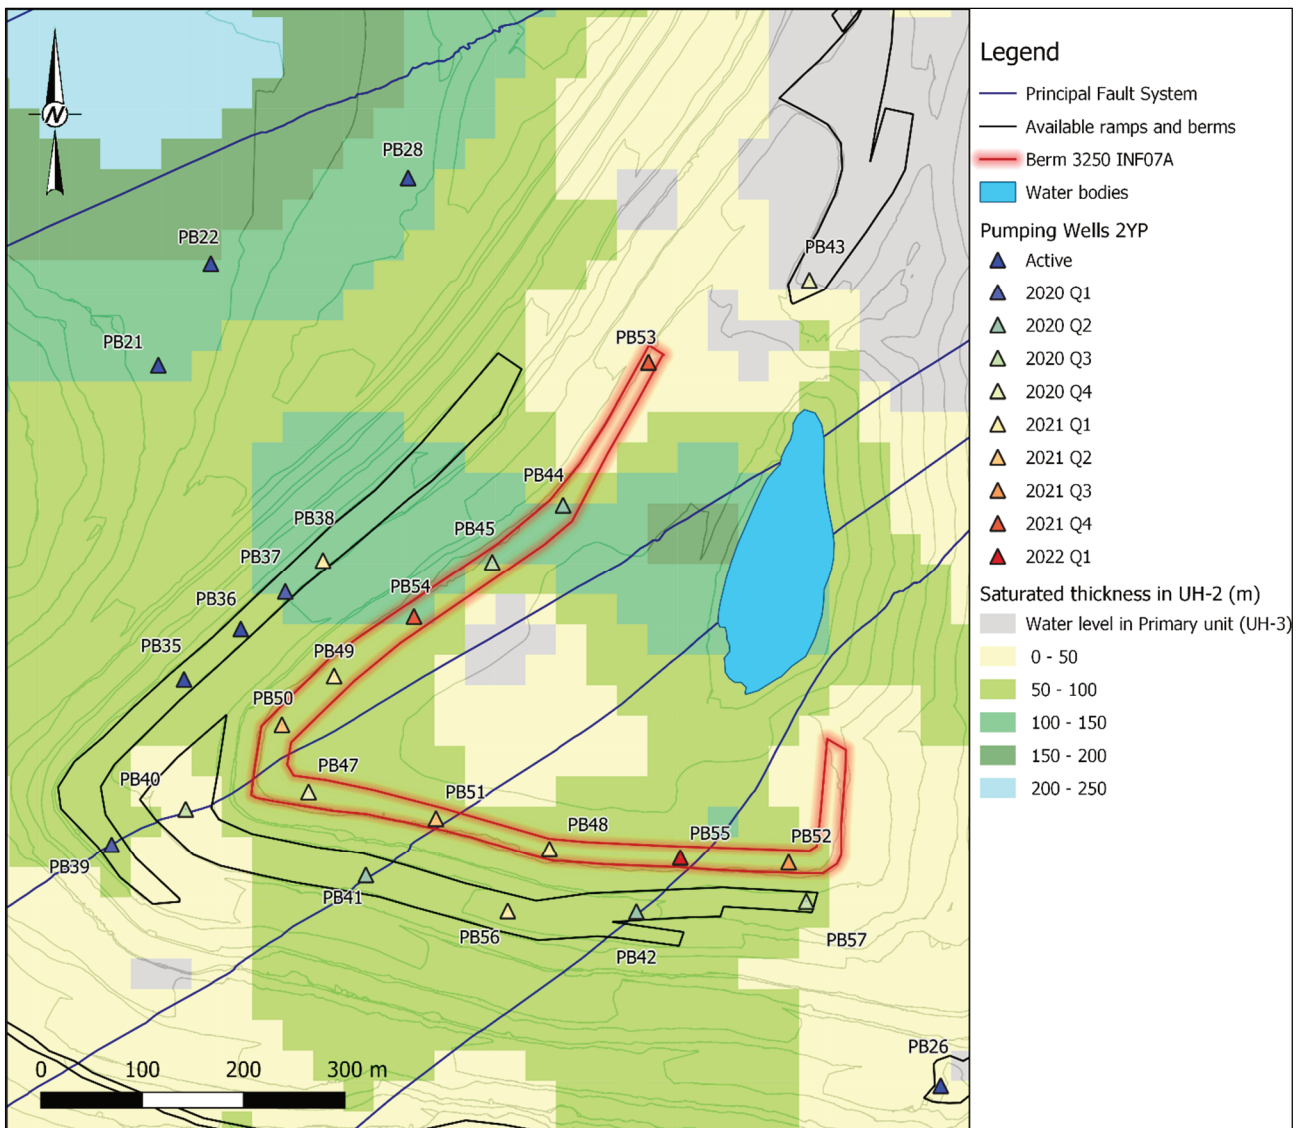 N
PB28
PB22
PB43
PB21
PB53
PB44
PB38
PB45
PB37
PB54
PB36
PB35
PB49
PB50
PB47
PB40
PB51
PB48
PB55
PB52
PB39
PB41
PB56
PB57
PB42
PB26
0 100 200 300 m
Legend
Principal Fault System
Available ramps and berms
Berm 3250 INF07A
Water bodies
Pumping Wells 2YP
Active
2020 Q1
2020 Q2
2020 Q3
2020 Q4
2021 Q1
2021 Q2
2021 Q3
2021 Q4
2022 Q1
Saturated thickness in UH-2 (m)
Water level in Primary unit (UH-3)
0 - 50
50 - 100
100 - 150
150 - 200
200 - 250